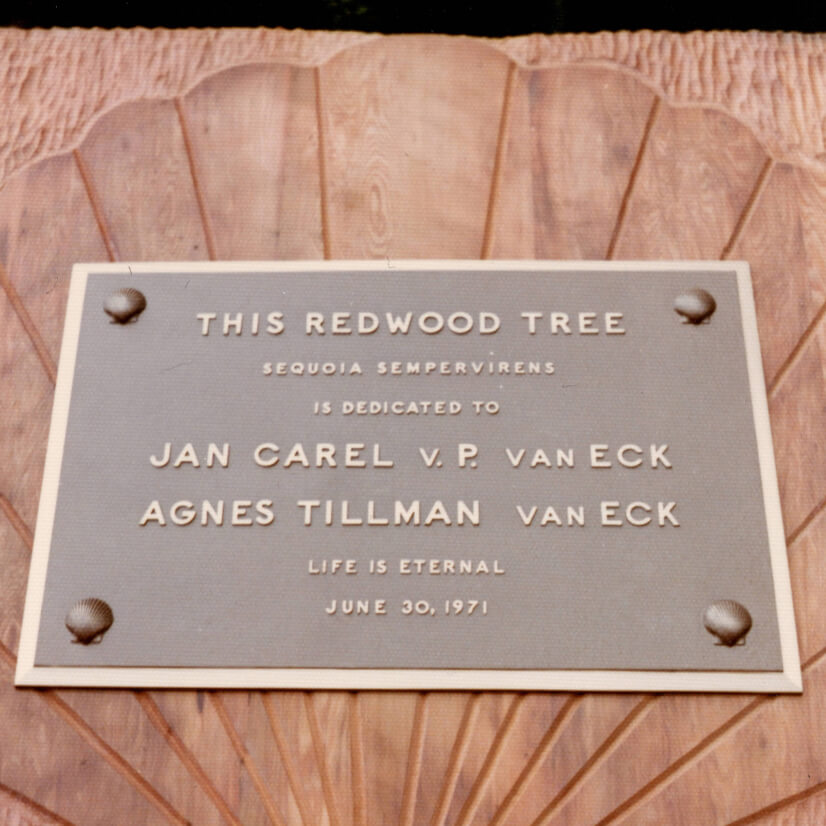 THIS REDWOOD TREE
SEQUOIA SEMPERVIRENS
IS DEDICATED TO
JAN CAREL V. P. VAN ECK
AGNES TILLMAN VAN ECK
LIFE IS ETERNAL
JUNE 30, 1971